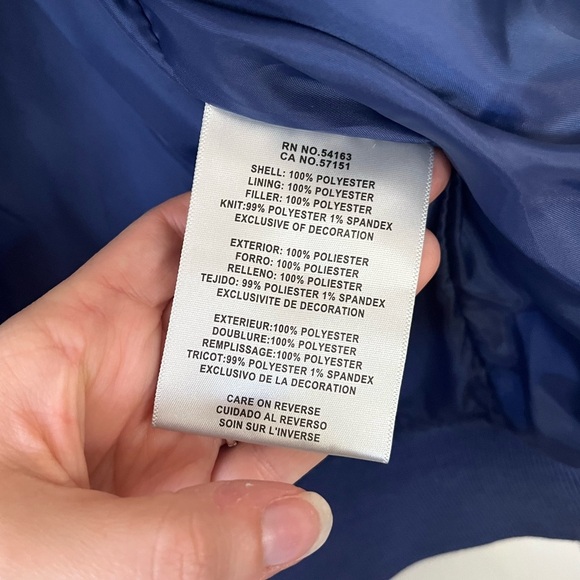 RN NO.54163
CA NO.57151
SHELL: 100% POLYESTER
LINING: 100% POLYESTER
FILLER: 100% POLYESTER
KNIT:99% POLYESTER 1% SPANDEX
EXCLUSIVE OF DECORATION
EXTERIOR: 100% POLIESTER
FORRO: 100% POLIESTER
RELLENO: 100% POLIESTER
TEJIDO: 99% POLIESTER 1% SPANDEX
EXCLUSIVITE DE DECORATION
EXTERIEUR:100% POLYESTER
DOUBLURE: 100% POLYESTER
REMPLISSAGE: 100% POLYESTER
TRICOT:99% POLYESTER 1% SPANDEX
EXCLUSIVO DE LA DECORATION
CARE ON REVERSE
CUIDADO AL REVERSO
SOIN SUR L'INVERSE